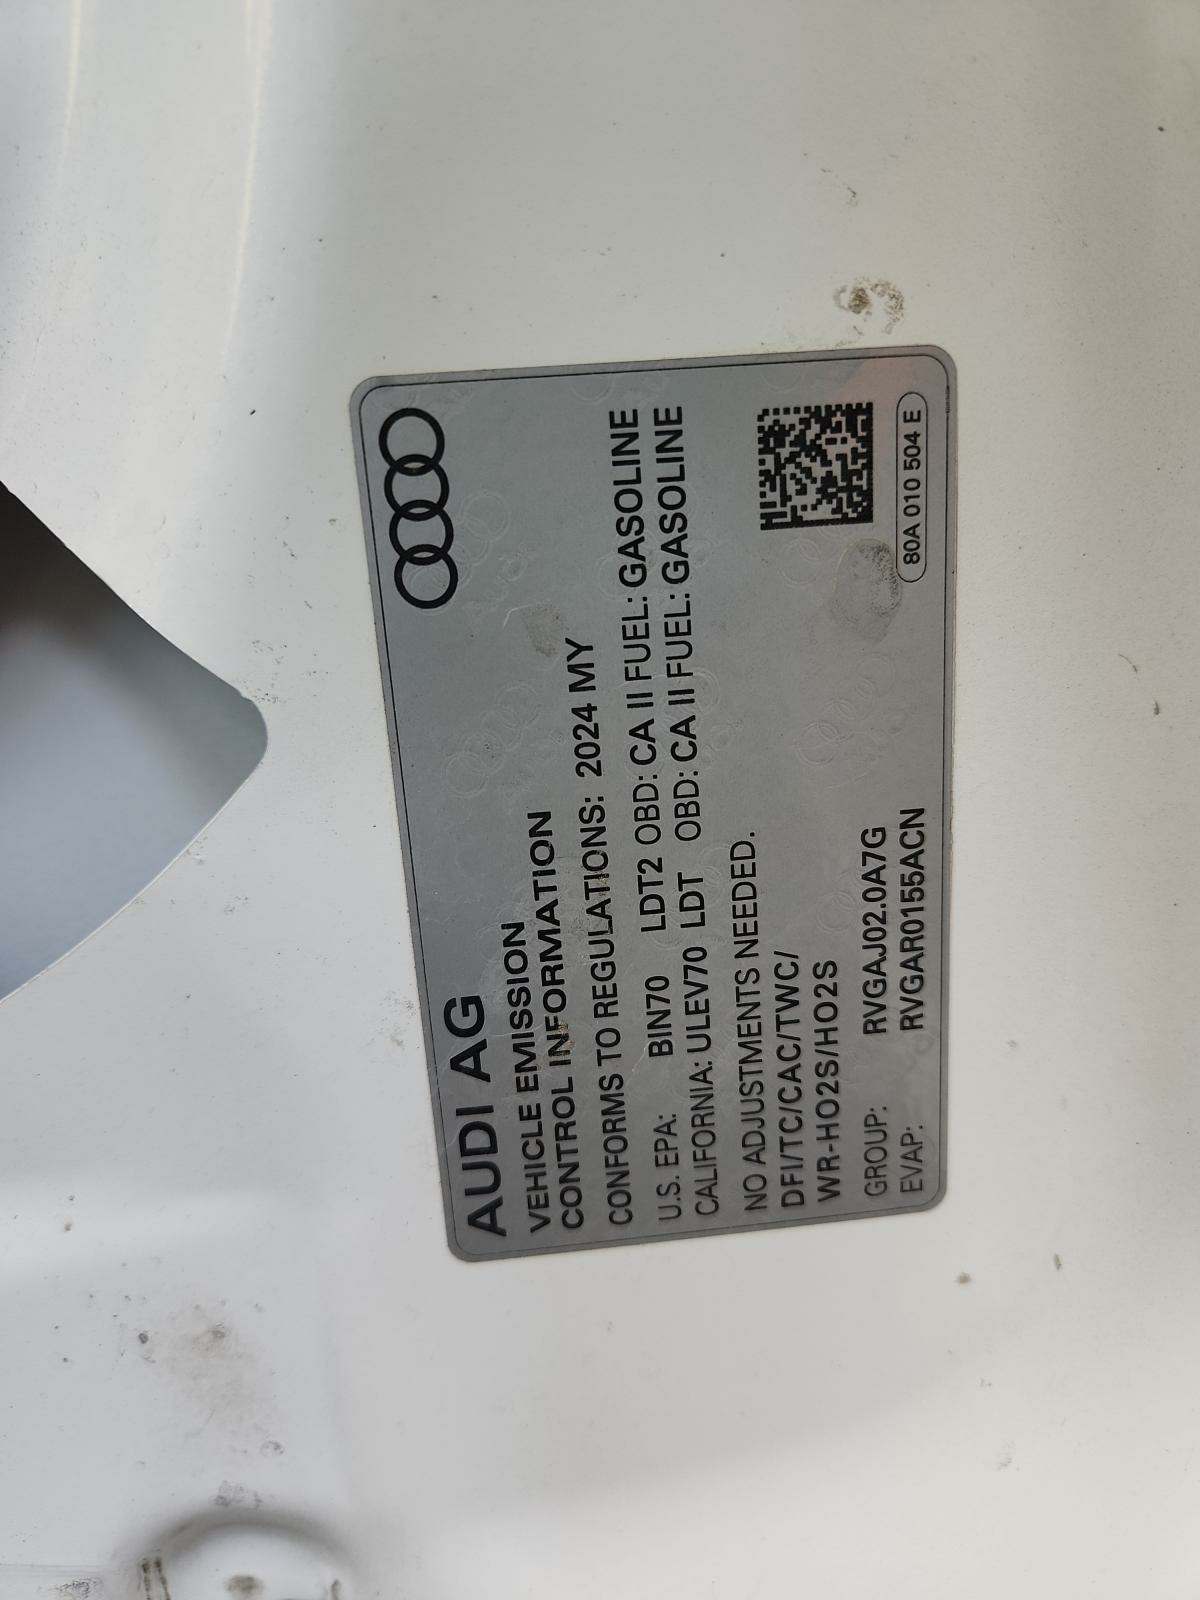 AUDI AG
VEHICLE EMISSION
CONTROL INFORMATION
CONFORMS TO REGULATIONS: 2024 MY
U.S. EPA: BIN70 LDT2 OBD: CA II FUEL: GASOLINE
CALIFORNIA: ULEV70 LDT OBD: CA II FUEL: GASOLINE
NO ADJUSTMENTS NEEDED.
DFI/TC/CAC/TWC/
WR-HO2S/HO2S
GROUP: RVGAJ02.0A7G
EVAP: RVGAR0155ACN
80A 010 504 E